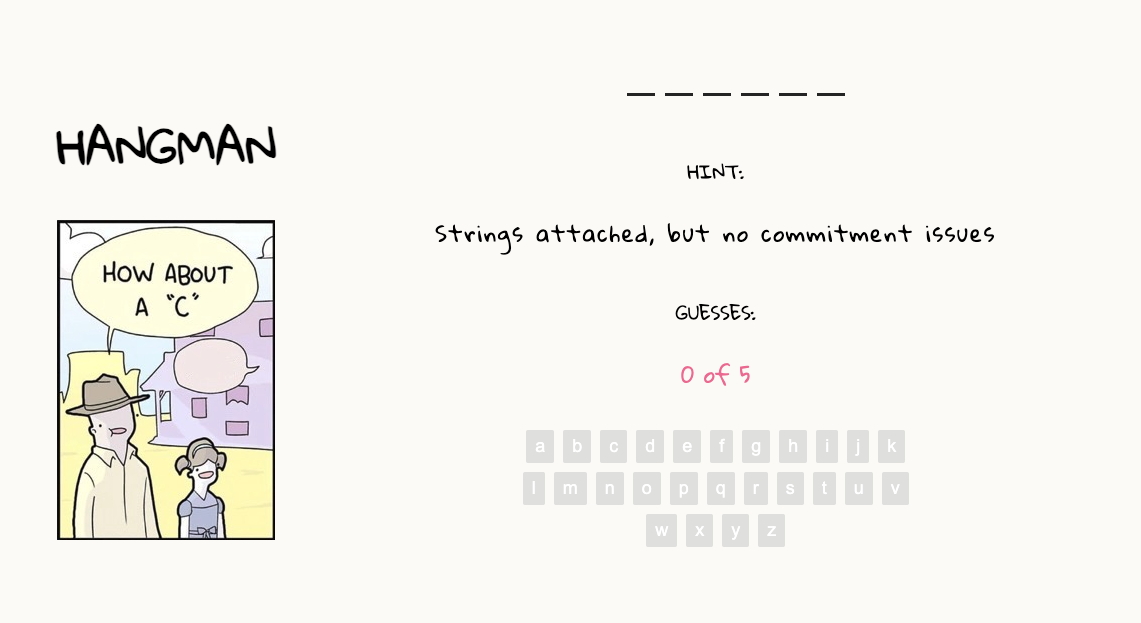 HANGMAN
HOW ABOUT
A "C"
HINT:
Strings attached, but no commitment issues
GUESSES:
0 of 5
a b c d e f g h i j k
l m n o p q r s t u v
w x y z